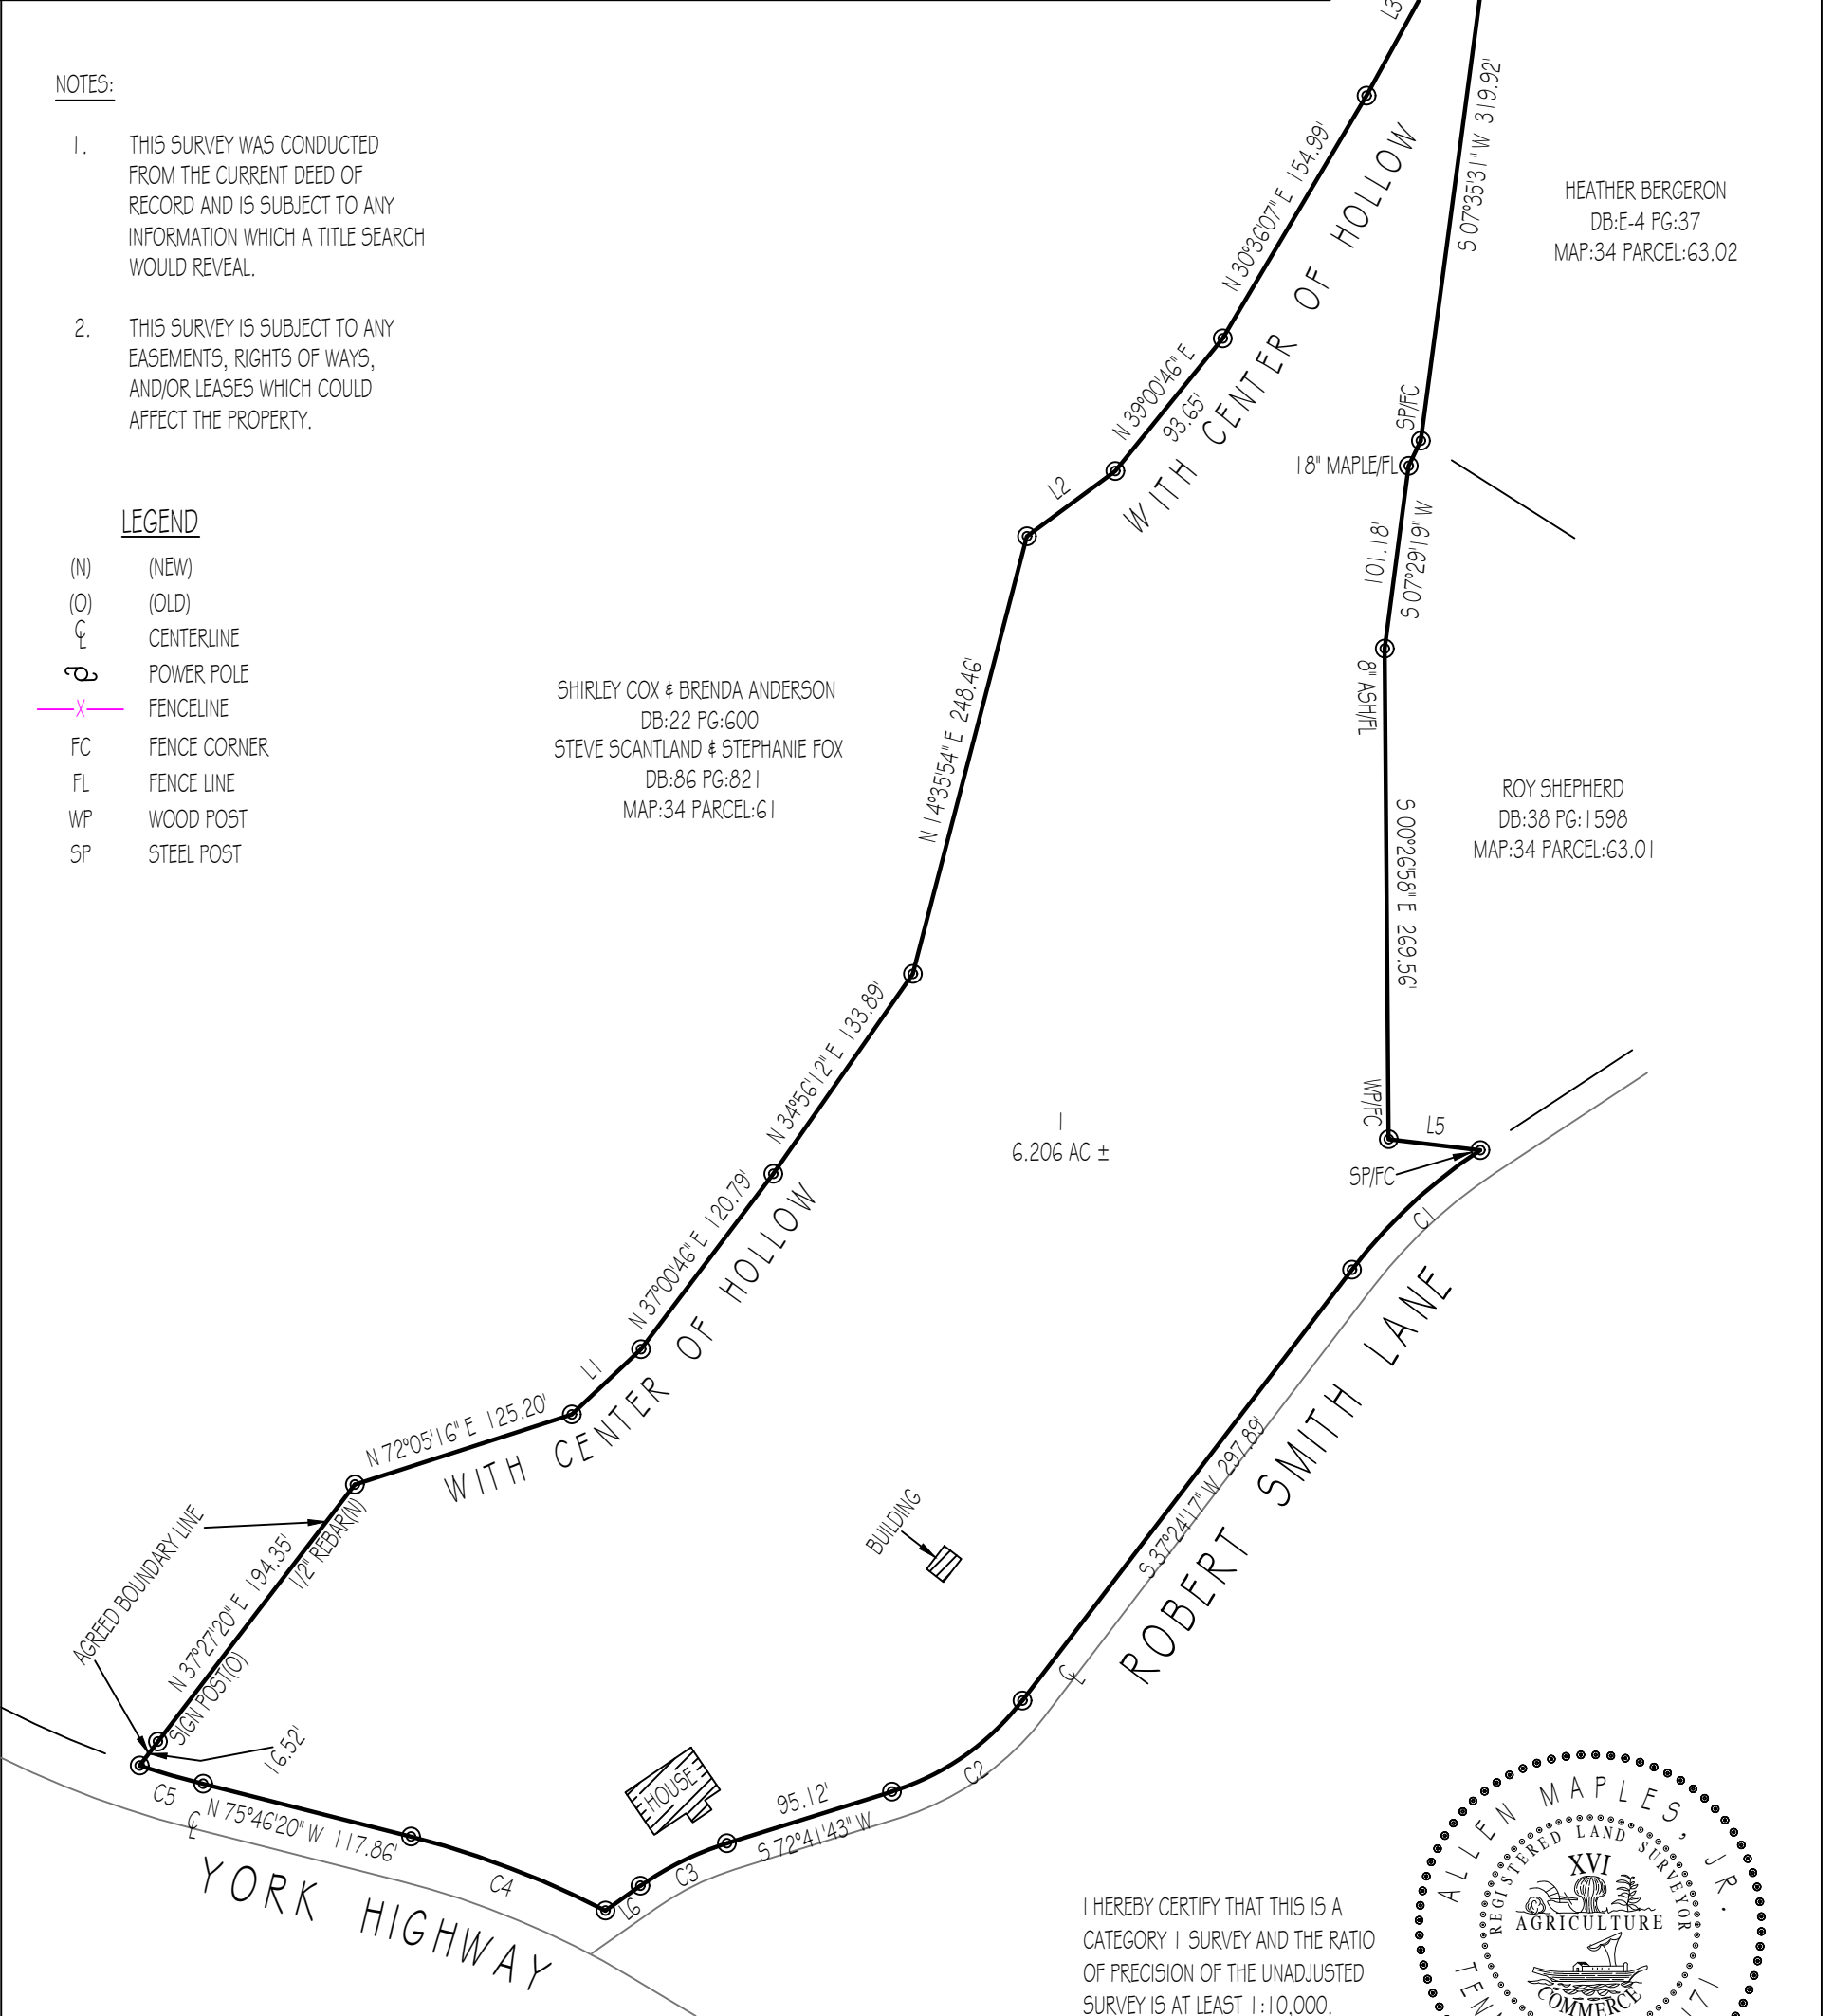 NOTES:
1. THIS SURVEY WAS CONDUCTED
FROM THE CURRENT DEED OF
RECORD AND IS SUBJECT TO ANY
INFORMATION WHICH A TITLE SEARCH
WOULD REVEAL.
2. THIS SURVEY IS SUBJECT TO ANY
EASEMENTS, RIGHTS OF WAYS,
AND/OR LEASES WHICH COULD
AFFECT THE PROPERTY.
LEGEND
(N) (NEW)
(O) (OLD)
℄ CENTERLINE
POWER POLE
X FENCELINE
FC FENCE CORNER
FL FENCE LINE
WP WOOD POST
SP STEEL POST
SHIRLEY COX & BRENDA ANDERSON
DB:22 PG:600
STEVE SCANTLAND & STEPHANIE FOX
DB:86 PG:821
MAP:34 PARCEL:61
HEATHER BERGERON
DB:E-4 PG:37
MAP:34 PARCEL:63.02
ROY SHEPHERD
DB:38 PG:1598
MAP:34 PARCEL:63.01
L3
S 07°35'31" W 319.92'
N 30°36'07" E 154.99'
WITH CENTER OF HOLLOW
N 39°00'46" E
93.65'
L2
SP/FC
18" MAPLE/FL
101.18'
S 07°29'19" W
8" ASH/FL
N 14°35'54" E 248.46'
S 00°26'58" E 269.56'
WP/FC
L5
SP/FC
C1
N 34°56'12" E 133.89'
1
6.206 AC ±
N 37°00'46" E 120.79'
L1
WITH CENTER OF HOLLOW
N 72°05'16" E 125.20'
AGREED BOUNDARY LINE
N 37°27'20" E 194.35'
1/2" REBAR(N)
SIGN POST(O)
16.52'
BUILDING
S 37°24'17" W 297.89'
ROBERT SMITH LANE
℄
C2
HOUSE
95.12'
S 72°41'43" W
C3
L6
C4
C5
N 75°46'20" W 117.86'
℄
YORK HIGHWAY
I HEREBY CERTIFY THAT THIS IS A
CATEGORY 1 SURVEY AND THE RATIO
OF PRECISION OF THE UNADJUSTED
SURVEY IS AT LEAST 1:10,000.
ALLEN MAPLES, JR.
REGISTERED LAND SURVEYOR
XVI
AGRICULTURE
COMMERCE